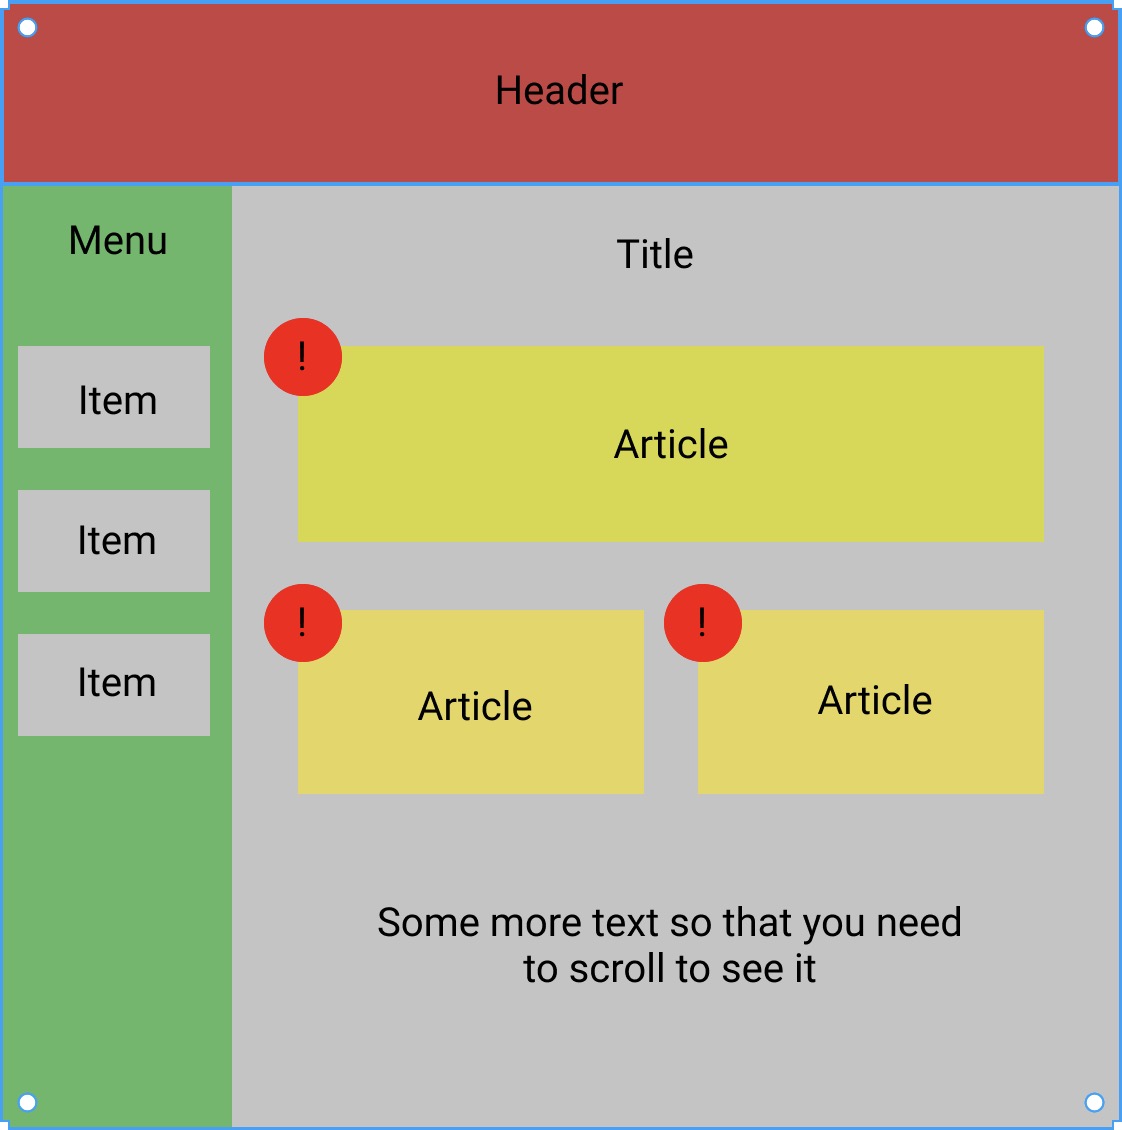 Header
Menu
Title
Item
Item
Item
!
Article
!
Article
!
Article
Some more text so that you need
to scroll to see it